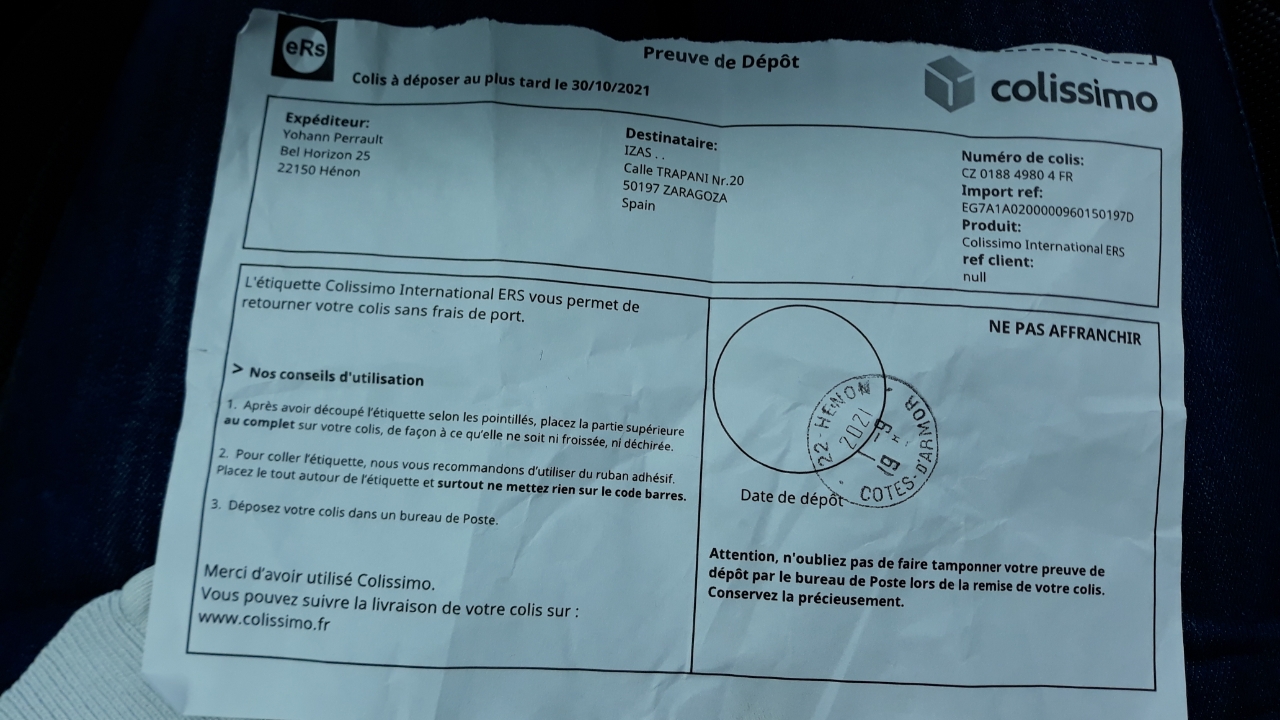 eRs
Preuve de Dépôt
Colis à déposer au plus tard le 30/10/2021
colissimo
Expéditeur:
Yohann Perrault
Bel Horizon 25
22150 Hénon
Destinataire:
IZAS . .
Calle TRAPANI Nr.20
50197 ZARAGOZA
Spain
Numéro de colis:
CZ 0188 4980 4 FR
Import ref:
EG7A1A0200000960150197D
Produit:
Colissimo International ERS
ref client:
null
L'étiquette Colissimo International ERS vous permet de
retourner votre colis sans frais de port.
> Nos conseils d'utilisation
1. Après avoir découpé l'étiquette selon les pointillés, placez la partie supérieure
au complet sur votre colis, de façon à ce qu'elle ne soit ni froissée, ni déchirée.
2. Pour coller l'étiquette, nous vous recommandons d'utiliser du ruban adhésif.
Placez le tout autour de l'étiquette et surtout ne mettez rien sur le code barres.
3. Déposez votre colis dans un bureau de Poste.
Merci d'avoir utilisé Colissimo.
Vous pouvez suivre la livraison de votre colis sur :
www.colissimo.fr
NE PAS AFFRANCHIR
22-HENON
COTES-D'ARMOR
19 -9
2021
Date de dépôt
Attention, n'oubliez pas de faire tamponner votre preuve de
dépôt par le bureau de Poste lors de la remise de votre colis.
Conservez la précieusement.